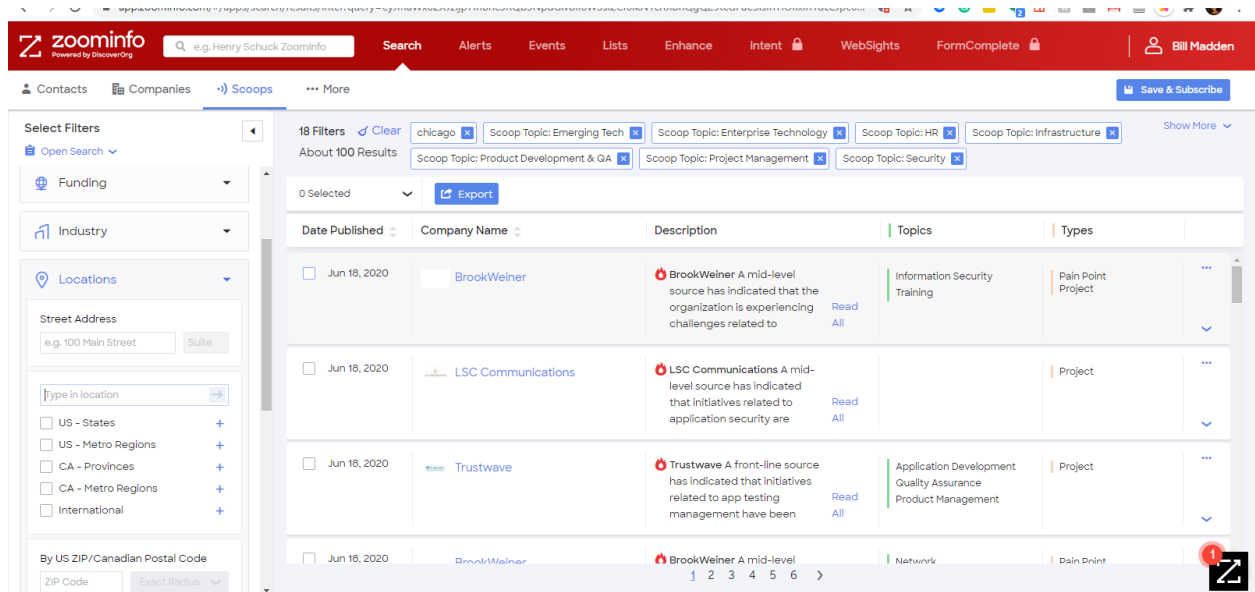 zoominfo
Powered by DiscoverOrg
e.g. Henry Schuck ZoomInfo
Search
Alerts
Events
Lists
Enhance
Intent
WebSights
FormComplete
Bill Madden
Contacts
Companies
Scoops
••• More
Save & Subscribe
Select Filters
Open Search
Funding
Industry
Locations
Street Address
e.g. 100 Main Street
Suite
Type in location
US - States
US - Metro Regions
CA - Provinces
CA - Metro Regions
International
By US ZIP/Canadian Postal Code
ZIP Code
Exact Radius
18 Filters
Clear
About 100 Results
chicago
Scoop Topic: Emerging Tech
Scoop Topic: Enterprise Technology
Scoop Topic: HR
Scoop Topic: Infrastructure
Show More
Scoop Topic: Product Development & QA
Scoop Topic: Project Management
Scoop Topic: Security
0 Selected
Export
Date Published
Company Name
Description
Topics
Types
Jun 18, 2020
BrookWeiner
BrookWeiner A mid-level
source has indicated that the
organization is experiencing
challenges related to
Read
All
Information Security
Training
Pain Point
Project
Jun 18, 2020
LSC Communications
LSC Communications A mid-
level source has indicated
that initiatives related to
application security are
Read
All
Project
Jun 18, 2020
Trustwave
Trustwave A front-line source
has indicated that initiatives
related to app testing
management have been
Read
All
Application Development
Quality Assurance
Product Management
Project
Jun 18, 2020
BrookWeiner
BrookWeiner A mid-level
Network
Pain Point
1 2 3 4 5 6
1